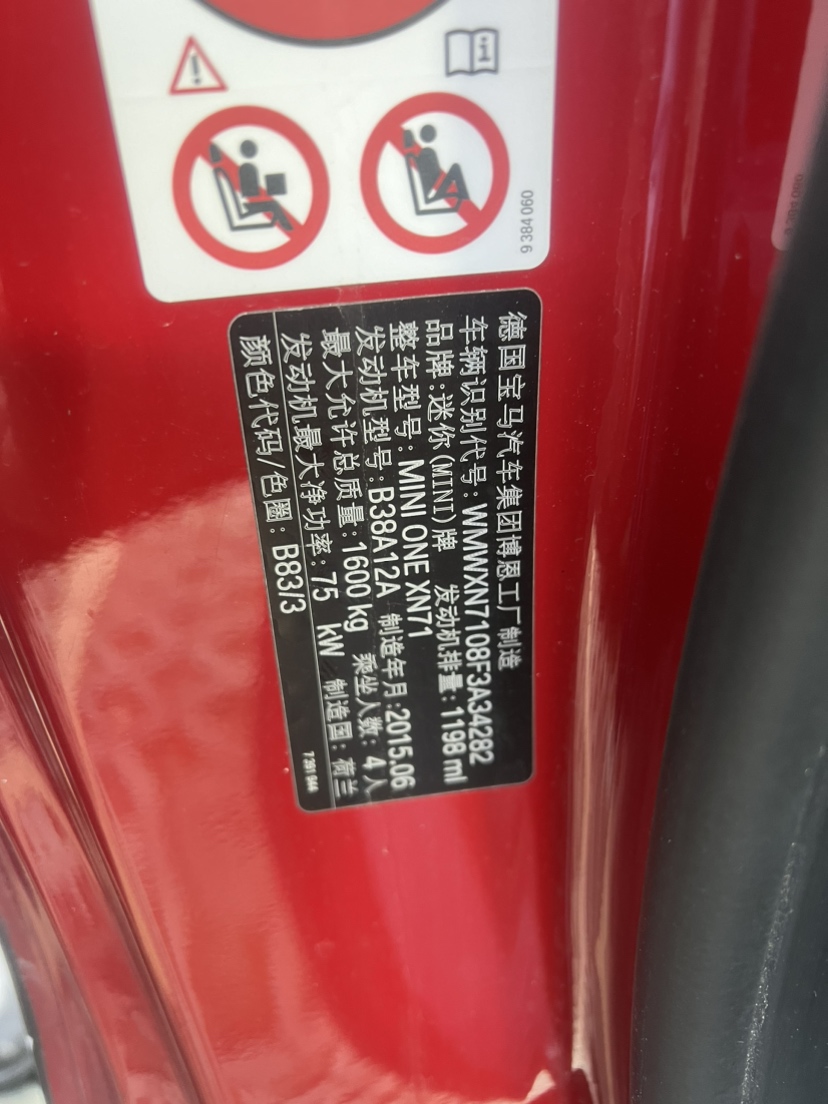 9 384 060
德国宝马汽车集团博恩工厂制造
车辆识别代号: WMWXN7108F3A34282
品牌:迷你(MINI)牌 发动机排量: 1198 ml
整车型号: MINI ONE XN71
发动机型号: B38A12A 制造年月:2015.06
最大允许总质量: 1600 kg 乘坐人数: 4 人
发动机最大净功率: 75 kW 制造国: 荷兰
颜色代码/色圈: B83/3
7 391 944